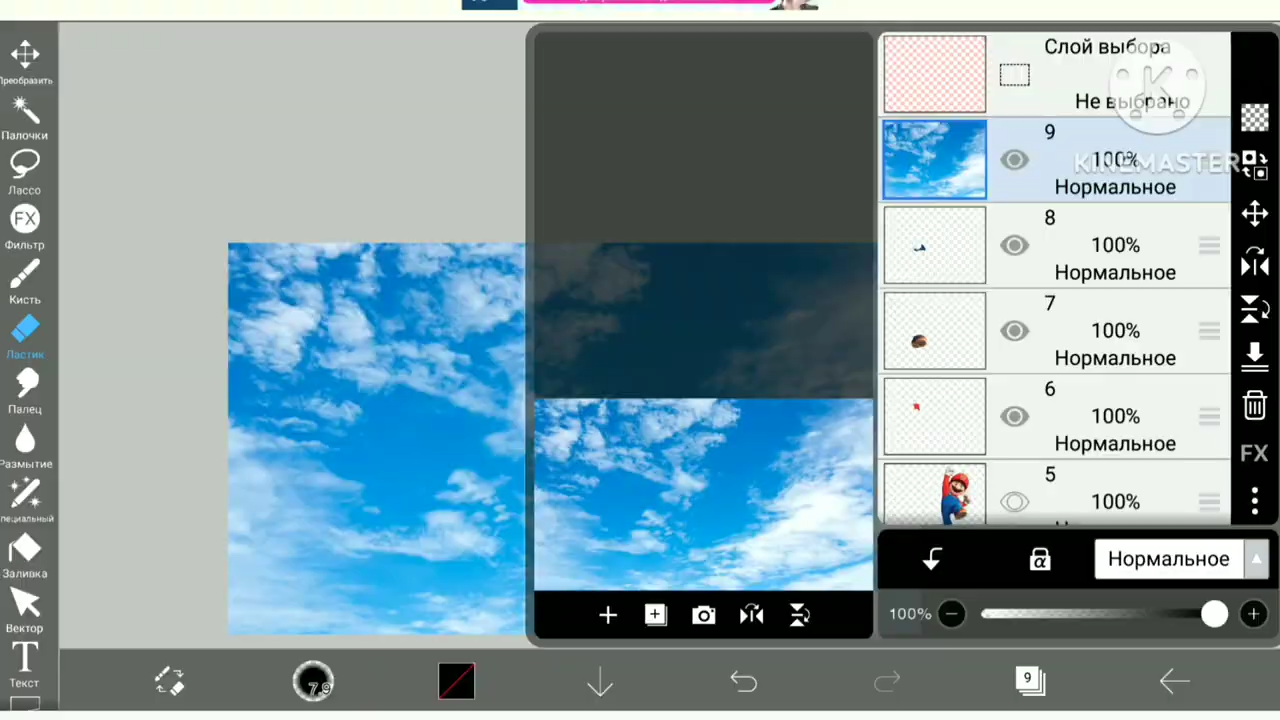 Преобразить
Палочки
Лассо
FX
Фильтр
Кисть
Ластик
Палец
Размытие
пециальный
Заливка
Вектор
T
Текст
Слой выбора
Не выбрано
K
KINEMASTER
9
100%
Нормальное
8
100%
Нормальное
7
100%
Нормальное
6
100%
Нормальное
5
100%
FX
α
Нормальное
100%
7.9
9